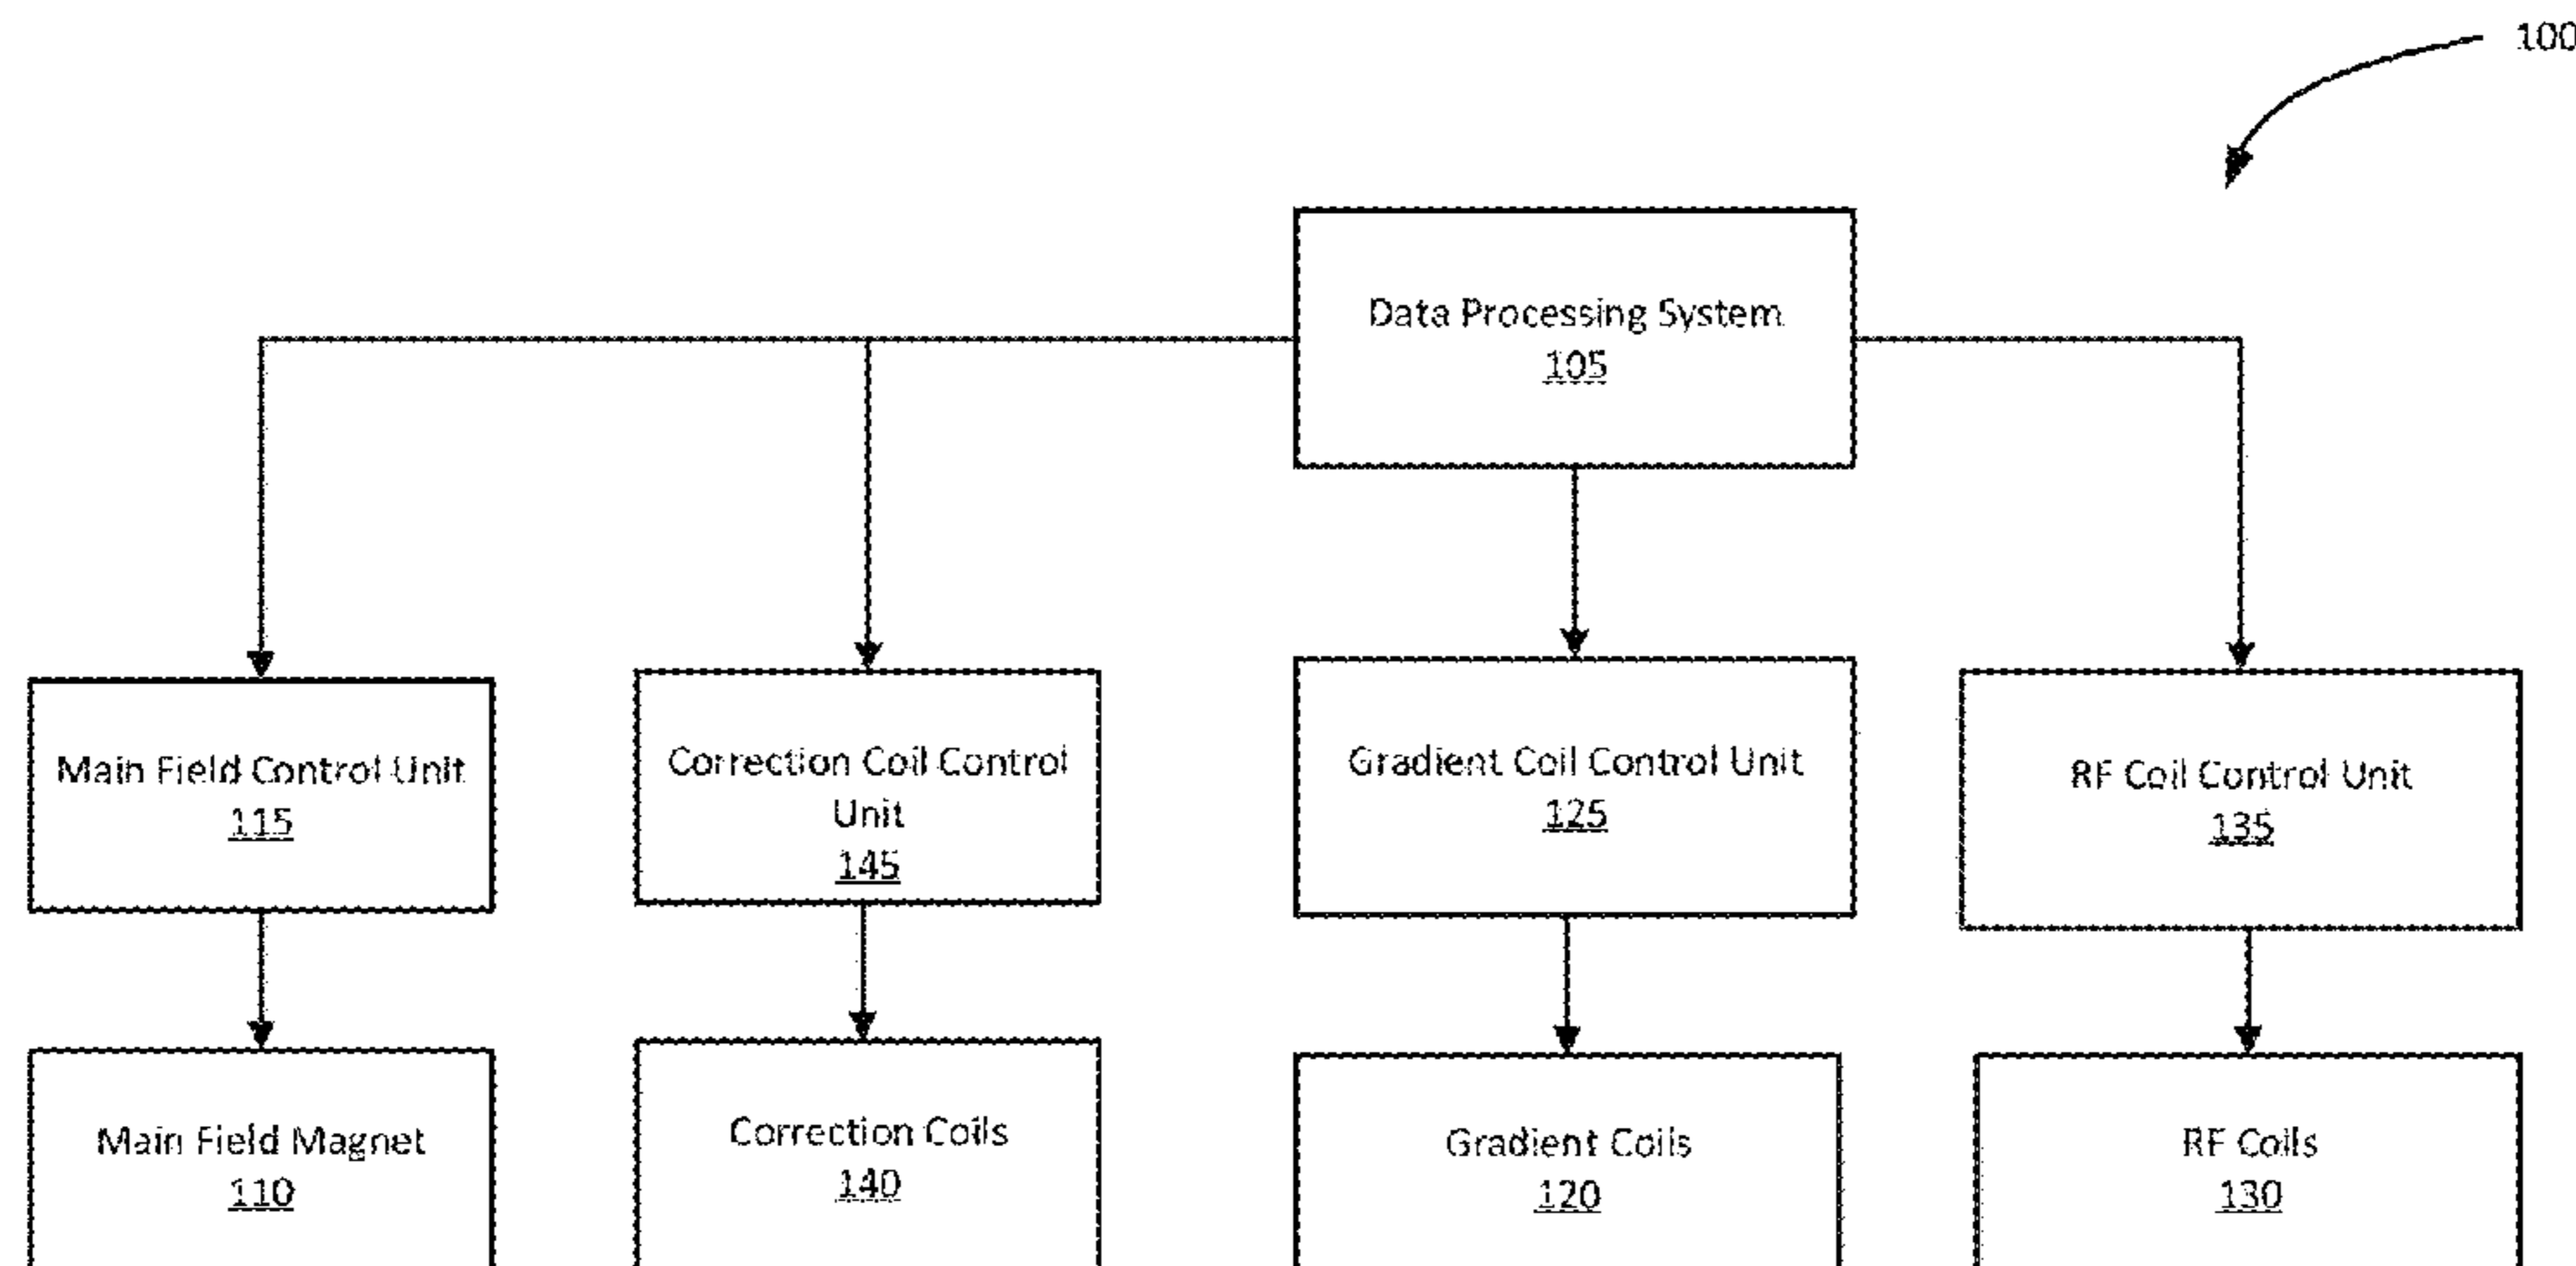 100
Data Processing System
105
Main Field Control Unit
115
Correction Coil Control
Unit
145
Gradient Coil Control Unit
125
RF Coil Control Unit
135
Main Field Magnet
110
Correction Coils
140
Gradient Coils
120
RF Coils
130